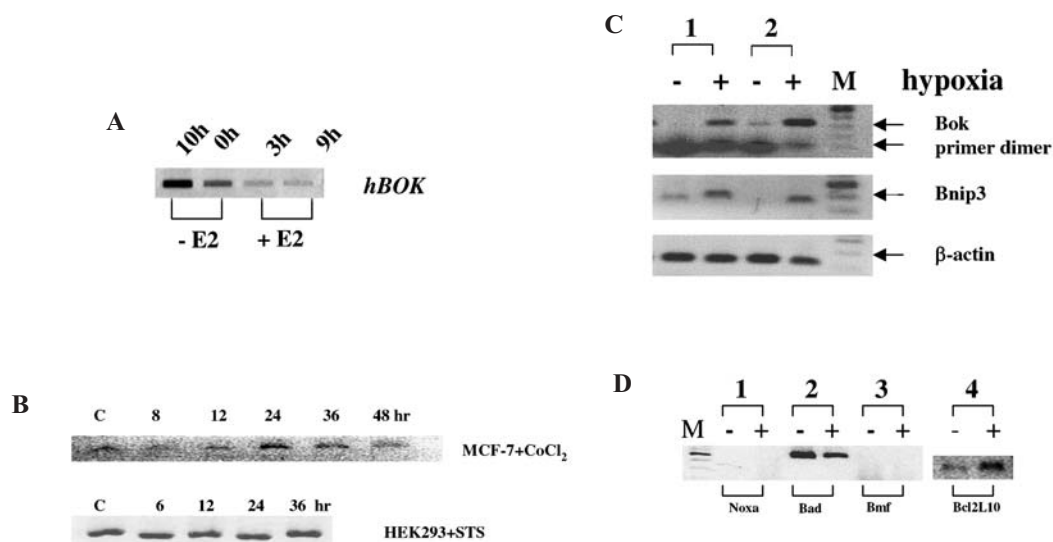 A
10h 0h 3h 9h
hBOK
- E2 + E2
B
C 8 12 24 36 48 hr
MCF-7+CoCl₂
C 6 12 24 36 hr
HEK293+STS
C
1 2
- + - + M hypoxia
Bok
primer dimer
Bnip3
β-actin
D
1 2 3 4
M - + - + - + - +
Noxa Bad Bmf Bcl2L10